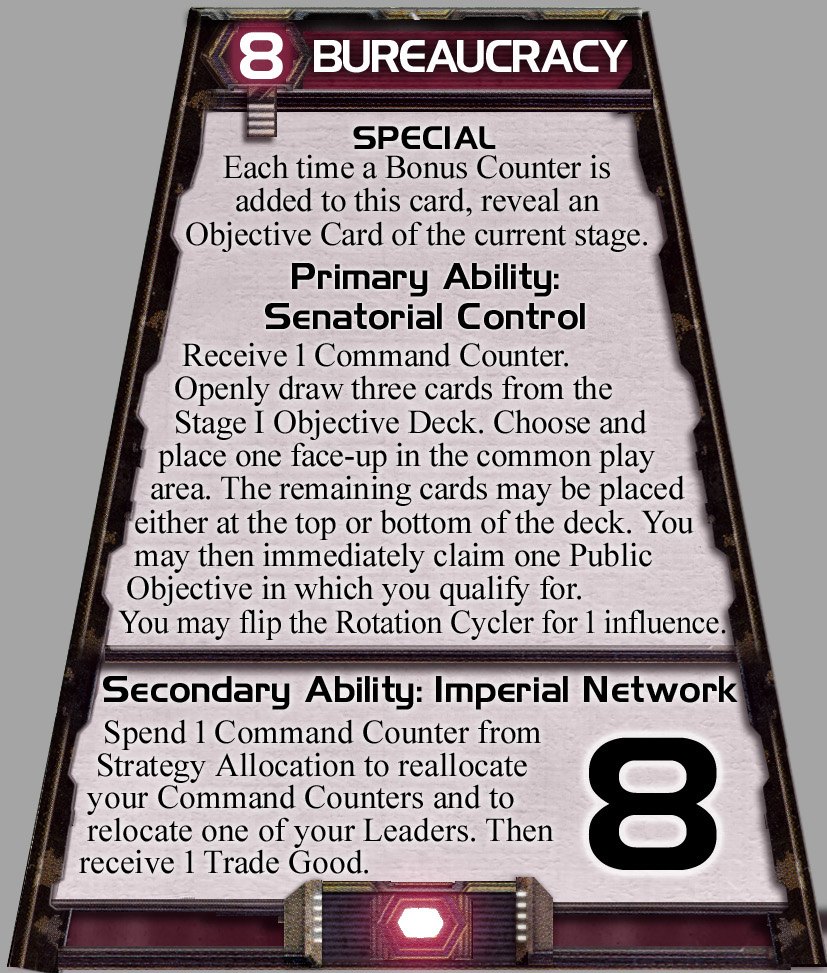 8 BUREAUCRACY
SPECIAL
Each time a Bonus Counter is
added to this card, reveal an
Objective Card of the current stage.
Primary Ability:
Senatorial Control
Receive 1 Command Counter.
Openly draw three cards from the
Stage I Objective Deck. Choose and
place one face-up in the common play
area. The remaining cards may be placed
either at the top or bottom of the deck. You
may then immediately claim one Public
Objective in which you qualify for.
You may flip the Rotation Cycler for 1 influence.
Secondary Ability: Imperial Network
Spend 1 Command Counter from
Strategy Allocation to reallocate
your Command Counters and to
relocate one of your Leaders. Then
receive 1 Trade Good.
8